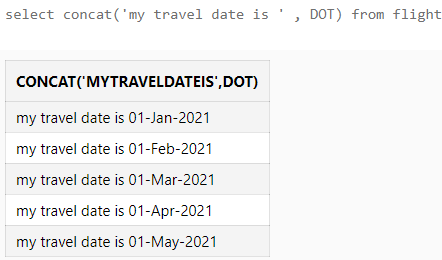 select concat('my travel date is ' , DOT) from flight
CONCAT('MYTRAVELDATEIS',DOT)
my travel date is 01-Jan-2021
my travel date is 01-Feb-2021
my travel date is 01-Mar-2021
my travel date is 01-Apr-2021
my travel date is 01-May-2021